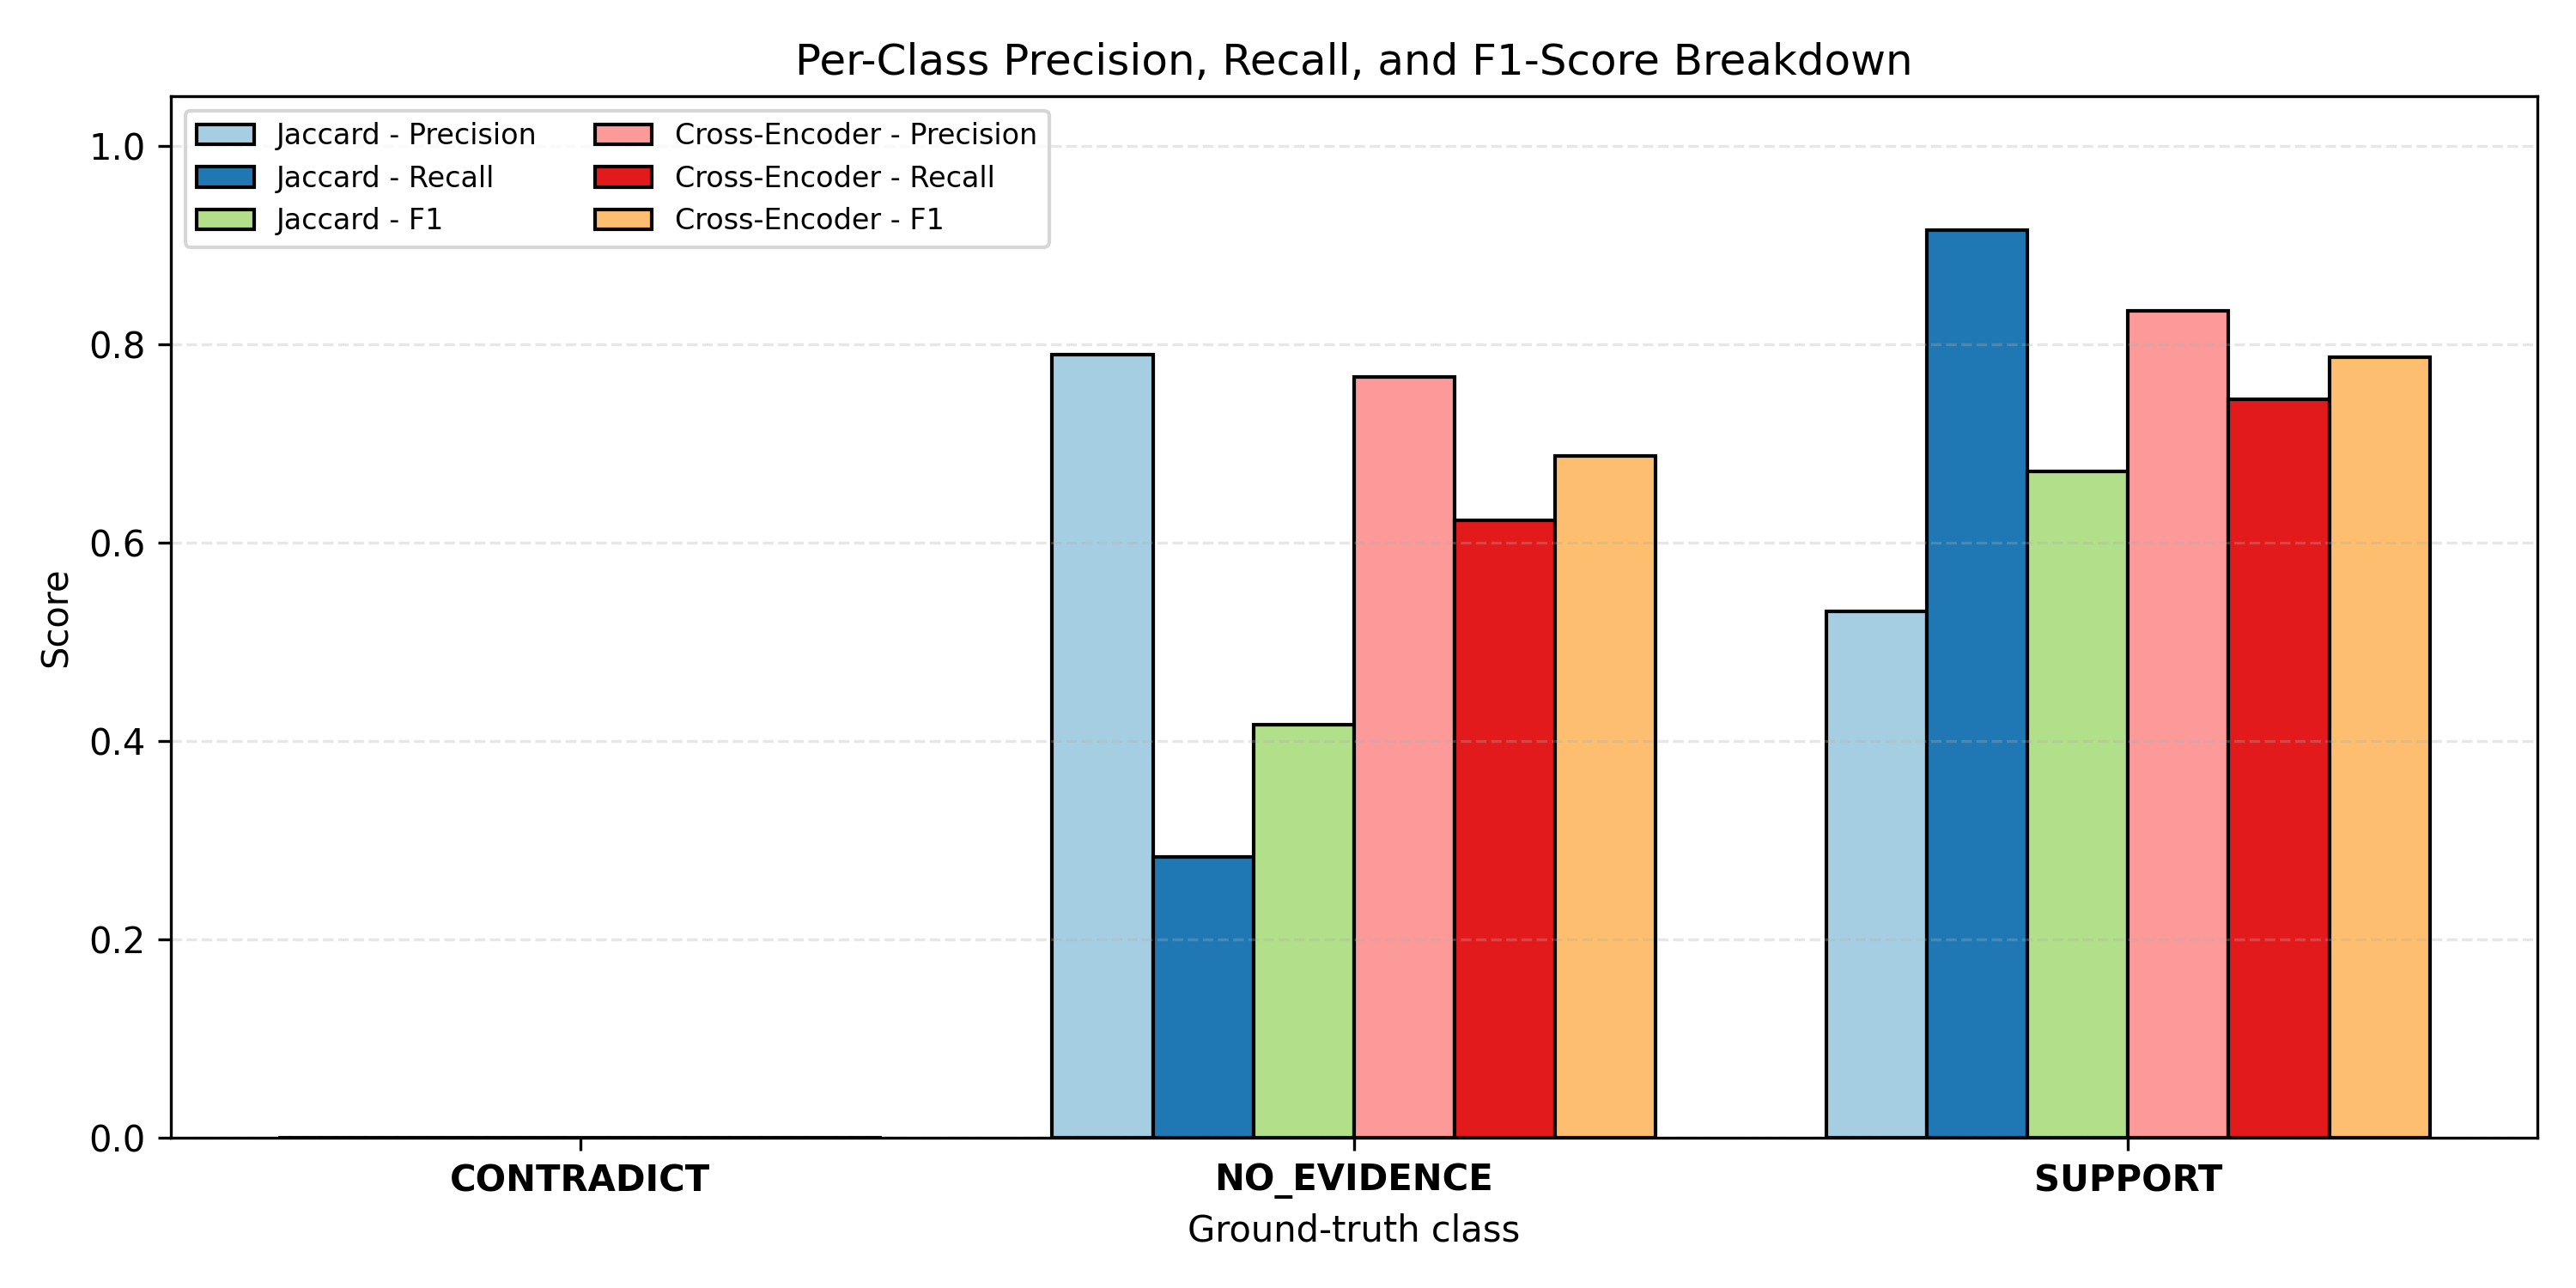 Per-Class Precision, Recall, and F1-Score Breakdown
Jaccard - Precision
Jaccard - Recall
Jaccard - F1
Cross-Encoder - Precision
Cross-Encoder - Recall
Cross-Encoder - F1
Score
1.0
0.8
0.6
0.4
0.2
0.0
CONTRADICT NO_EVIDENCE SUPPORT
Ground-truth class